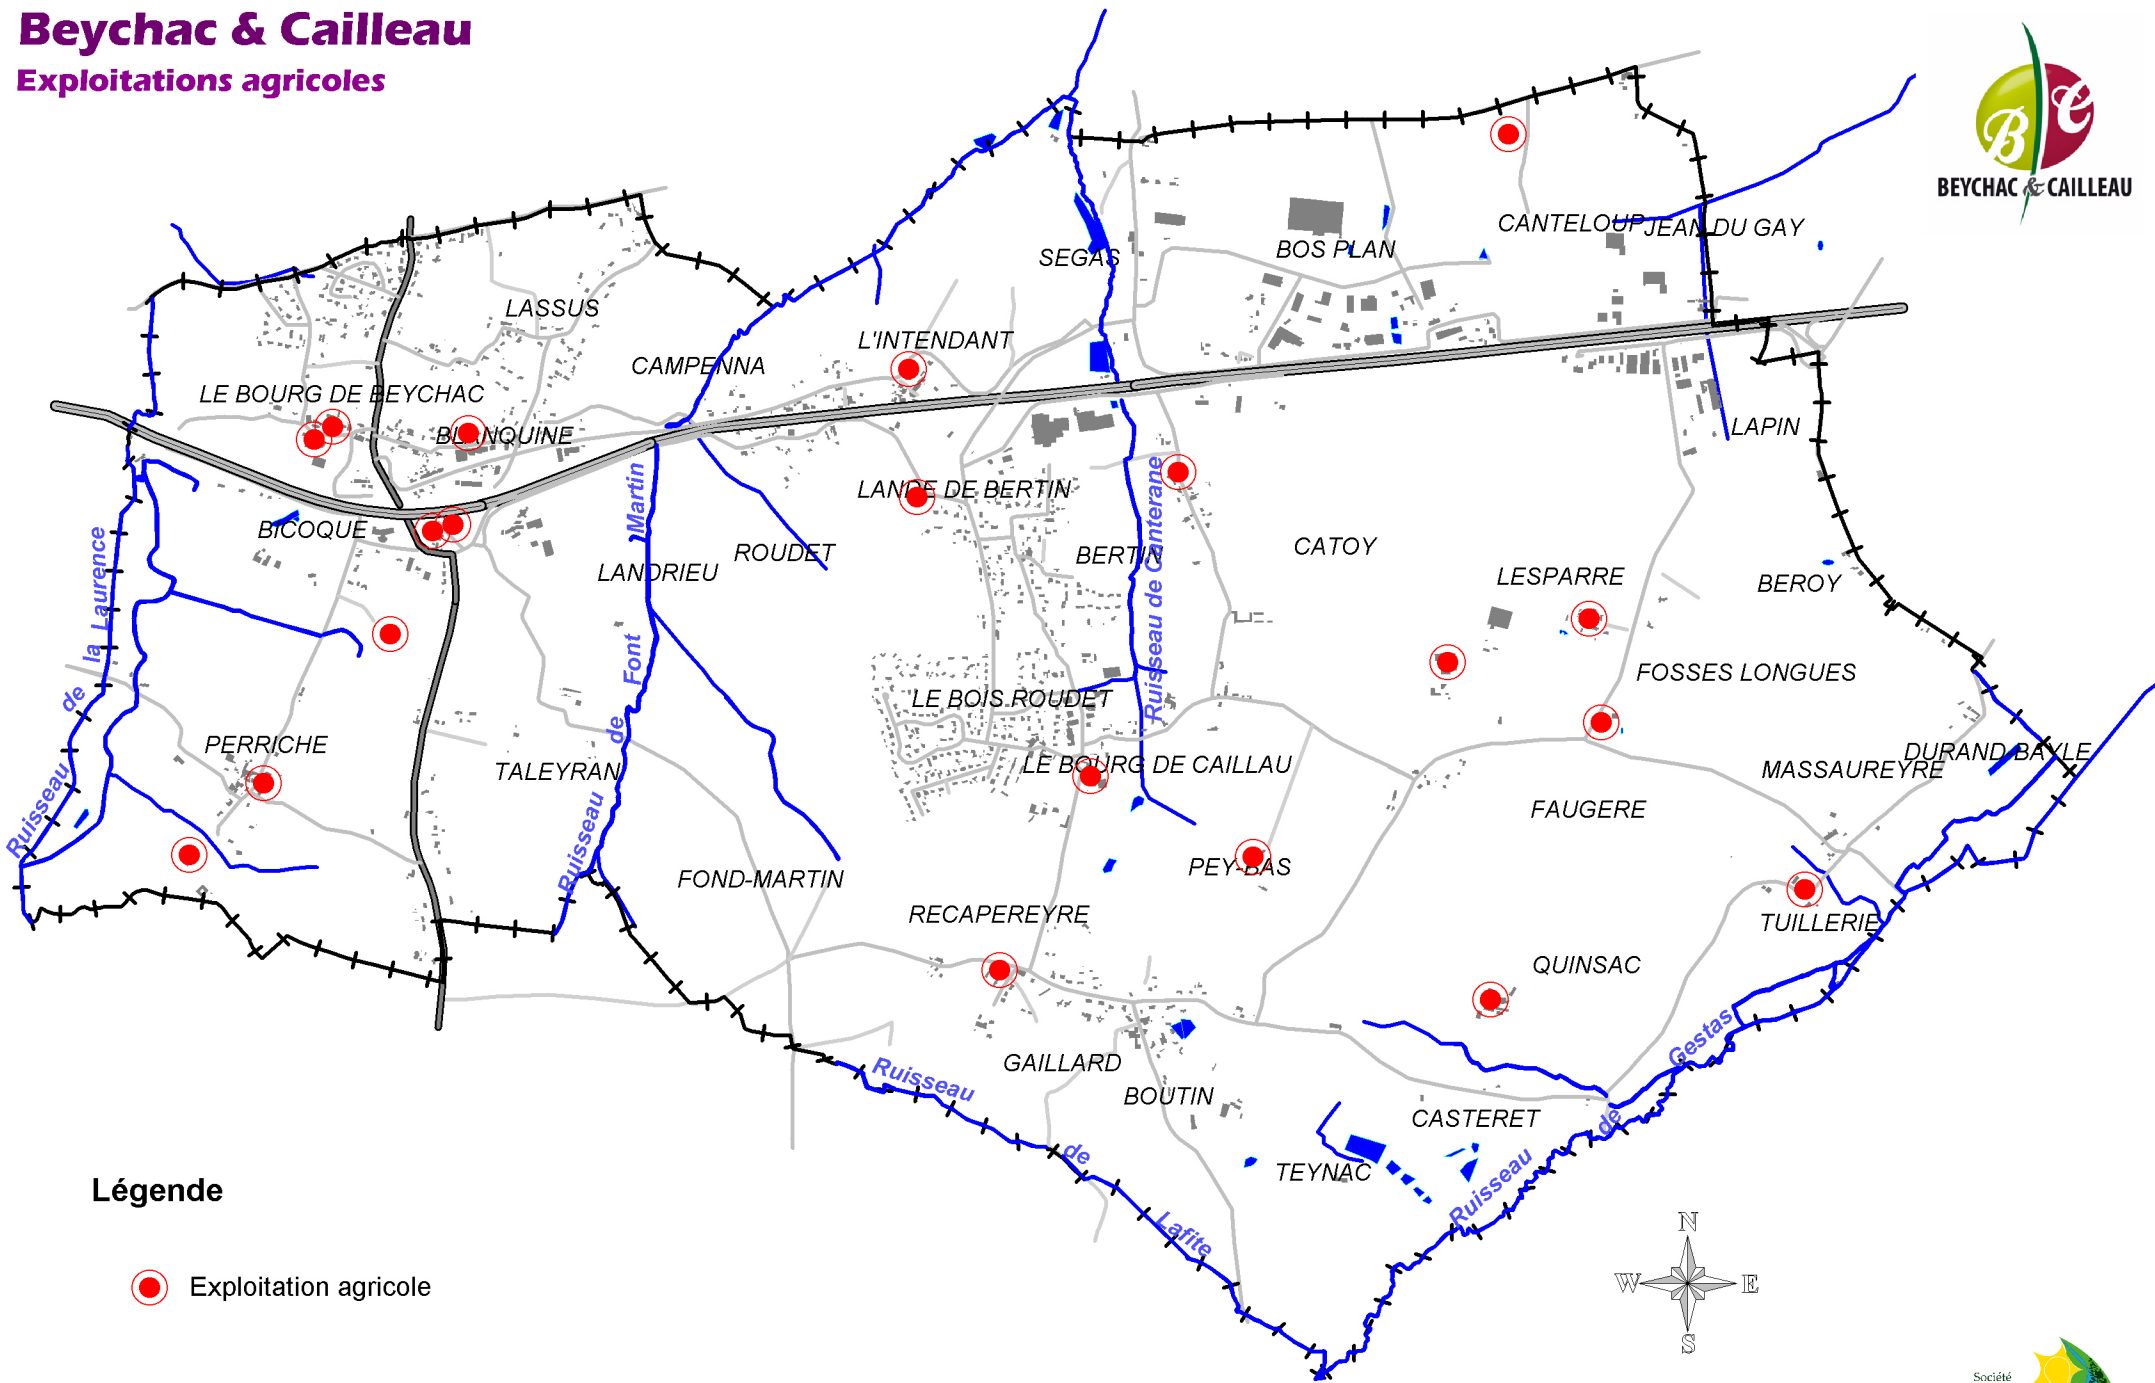 Beychac & Cailleau
Exploitations agricoles
B C
BEYCHAC & CAILLEAU
CANTELOUP
JEAN DU GAY
BOS PLAN
SEGAS
LASSUS
L'INTENDANT
CAMPENNA
LE BOURG DE BEYCHAC
BLANQUINE
LAPIN
LANDE DE BERTIN
BICOQUE
ROUDET
BERTIN
CATOY
LANDRIEU
LESPARRE
BEROY
FOSSES LONGUES
LE BOIS ROUDET
PERRICHE
TALEYRAN
LE BOURG DE CAILLAU
DURAND-BAYLE
MASSAUREYRE
FAUGERE
PEY-BAS
FOND-MARTIN
RECAPEREYRE
TUILLERIE
QUINSAC
GAILLARD
BOUTIN
CASTERET
TEYNAC
Ruisseau de la Laurence
Ruisseau de Font Martin
Ruisseau de Canterane
Ruisseau de Lafite
Ruisseau de Gestas
Légende
Exploitation agricole
N
W E
S
Société